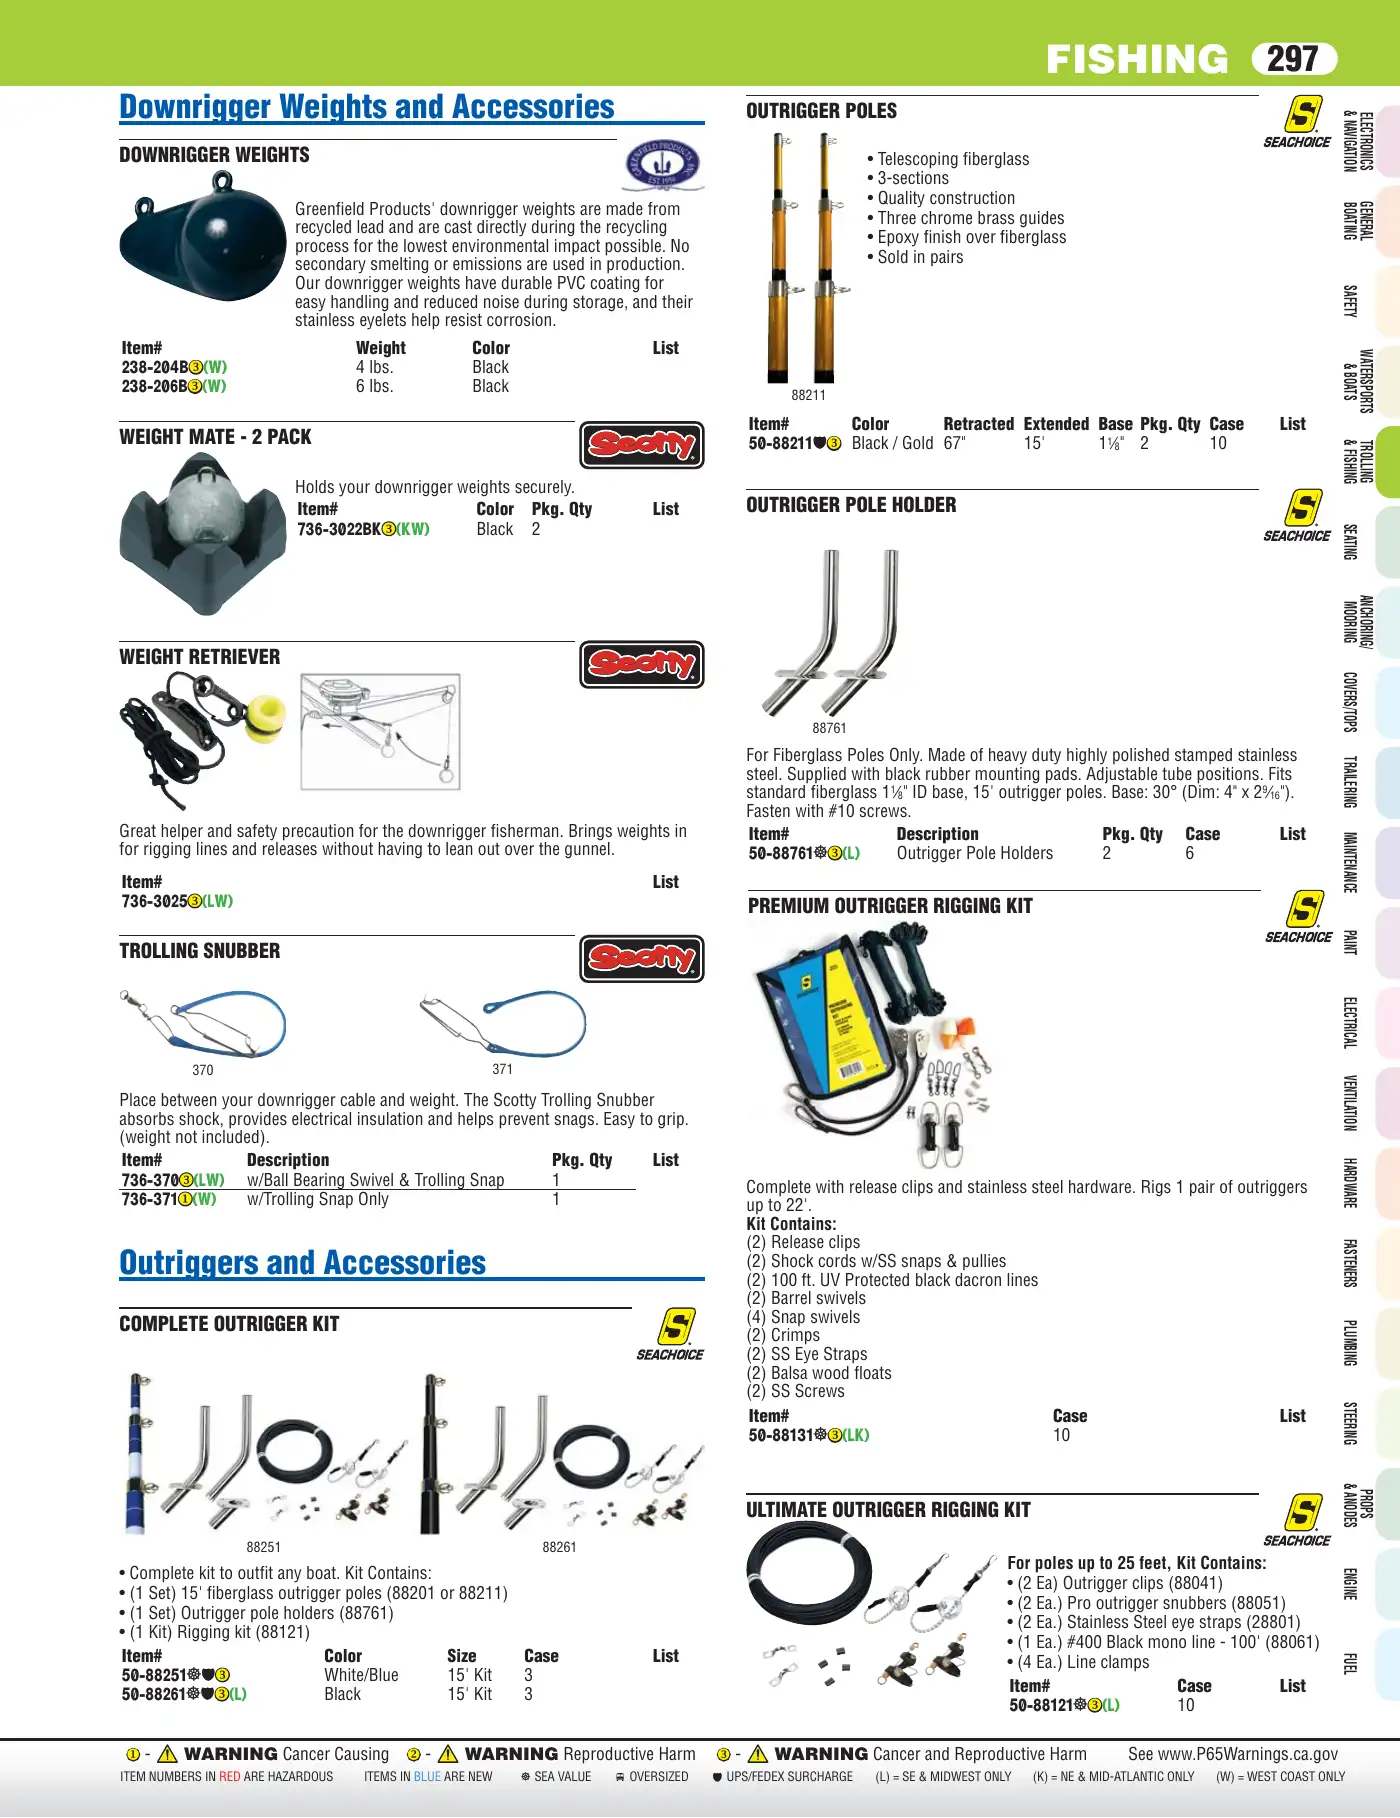 FISHING 297
Downrigger Weights and Accessories
DOWNRIGGER WEIGHTS
GREENFIELD PRODUCTS, INC
EST. 1959
Greenfield Products' downrigger weights are made from
recycled lead and are cast directly during the recycling
process for the lowest environmental impact possible. No
secondary smelting or emissions are used in production.
Our downrigger weights have durable PVC coating for
easy handling and reduced noise during storage, and their
stainless eyelets help resist corrosion.
Item# Weight Color List
238-204B③(W) 4 lbs. Black
238-206B③(W) 6 lbs. Black
WEIGHT MATE - 2 PACK
Scotty
Holds your downrigger weights securely.
Item# Color Pkg. Qty List
736-3022BK③(KW) Black 2
WEIGHT RETRIEVER
Scotty
Great helper and safety precaution for the downrigger fisherman. Brings weights in
for rigging lines and releases without having to lean out over the gunnel.
Item# List
736-3025③(LW)
TROLLING SNUBBER
Scotty
370 371
Place between your downrigger cable and weight. The Scotty Trolling Snubber
absorbs shock, provides electrical insulation and helps prevent snags. Easy to grip.
(weight not included).
Item# Description Pkg. Qty List
736-370③(LW) w/Ball Bearing Swivel & Trolling Snap 1
736-371①(W) w/Trolling Snap Only 1
Outriggers and Accessories
COMPLETE OUTRIGGER KIT
S SEACHOICE
88251 88261
• Complete kit to outfit any boat. Kit Contains:
• (1 Set) 15' fiberglass outrigger poles (88201 or 88211)
• (1 Set) Outrigger pole holders (88761)
• (1 Kit) Rigging kit (88121)
Item# Color Size Case List
50-88251③ White/Blue 15' Kit 3
50-88261③(L) Black 15' Kit 3
OUTRIGGER POLES
S SEACHOICE
• Telescoping fiberglass
• 3-sections
• Quality construction
• Three chrome brass guides
• Epoxy finish over fiberglass
• Sold in pairs
88211
Item# Color Retracted Extended Base Pkg. Qty Case List
50-88211③ Black / Gold 67" 15' 1⅛" 2 10
OUTRIGGER POLE HOLDER
S SEACHOICE
88761
For Fiberglass Poles Only. Made of heavy duty highly polished stamped stainless
steel. Supplied with black rubber mounting pads. Adjustable tube positions. Fits
standard fiberglass 1⅛" ID base, 15' outrigger poles. Base: 30° (Dim: 4" x 2⁹⁄₁₆").
Fasten with #10 screws.
Item# Description Pkg. Qty Case List
50-88761③(L) Outrigger Pole Holders 2 6
PREMIUM OUTRIGGER RIGGING KIT
S SEACHOICE
Complete with release clips and stainless steel hardware. Rigs 1 pair of outriggers
up to 22'.
Kit Contains:
(2) Release clips
(2) Shock cords w/SS snaps & pullies
(2) 100 ft. UV Protected black dacron lines
(2) Barrel swivels
(4) Snap swivels
(2) Crimps
(2) SS Eye Straps
(2) Balsa wood floats
(2) SS Screws
Item# Case List
50-88131③(LK) 10
ULTIMATE OUTRIGGER RIGGING KIT
S SEACHOICE
For poles up to 25 feet, Kit Contains:
• (2 Ea) Outrigger clips (88041)
• (2 Ea.) Pro outrigger snubbers (88051)
• (2 Ea.) Stainless Steel eye straps (28801)
• (1 Ea.) #400 Black mono line - 100' (88061)
• (4 Ea.) Line clamps
Item# Case List
50-88121③(L) 10
ELECTRONICS
& NAVIGATION
GENERAL
BOATING
SAFETY
WATERSPORTS
& BOATS
TROLLING
& FISHING
SEATING
ANCHORING/
MOORING
COVERS/TOPS
TRAILERING
MAINTENANCE
PAINT
ELECTRICAL
VENTILATION
HARDWARE
FASTENERS
PLUMBING
STEERING
PROPS
& ANODES
ENGINE
FUEL
① - WARNING Cancer Causing ② - WARNING Reproductive Harm ③ - WARNING Cancer and Reproductive Harm See www.P65Warnings.ca.gov
ITEM NUMBERS IN RED ARE HAZARDOUS ITEMS IN BLUE ARE NEW SEA VALUE OVERSIZED UPS/FEDEX SURCHARGE (L) = SE & MIDWEST ONLY (K) = NE & MID-ATLANTIC ONLY (W) = WEST COAST ONLY